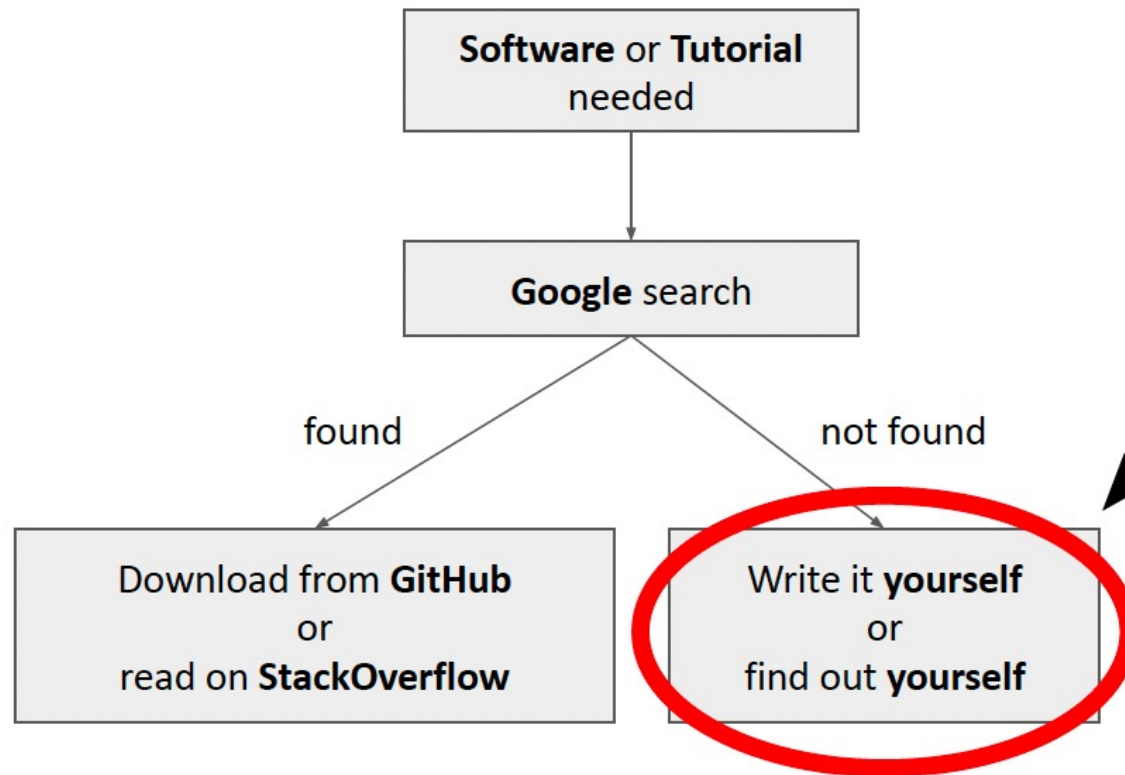 Software or Tutorial
needed
Google search
found
not found
Download from GitHub
or
read on StackOverflow
Write it yourself
or
find out yourself